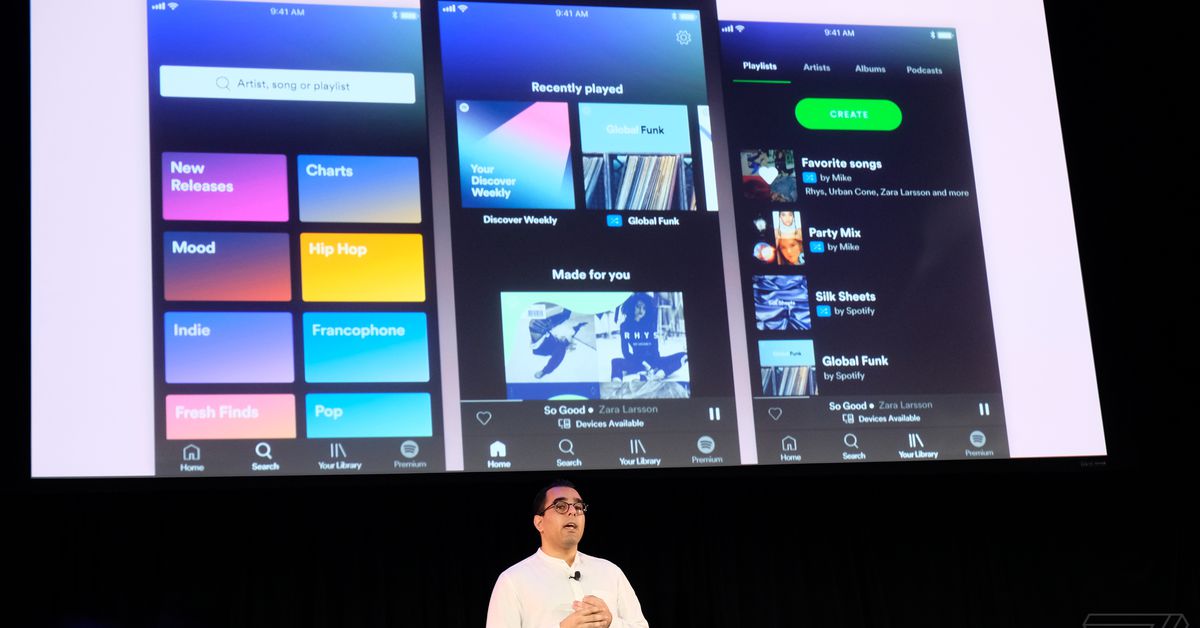 9:41 AM
Artist, song or playlist
New
Releases
Charts
Mood
Hip Hop
Indie
Francophone
Fresh Finds
Pop
Home
Search
Your Library
Premium
9:41 AM
Recently played
Your
Discover
Weekly
Global Funk
Discover Weekly
Global Funk
Made for you
RHYS
So Good • Zara Larsson
Devices Available
Home
Search
Your Library
Premium
9:41 AM
Playlists
Artists
Albums
Podcasts
CREATE
Favorite songs
by Mike
Rhys, Urban Cone, Zara Larsson and more
Party Mix
by Mike
Silk Sheets
Silk Sheets
by Spotify
Global Funk
Global Funk
by Spotify
So Good • Zara Larsson
Devices Available
Home
Search
Your Library
Premium